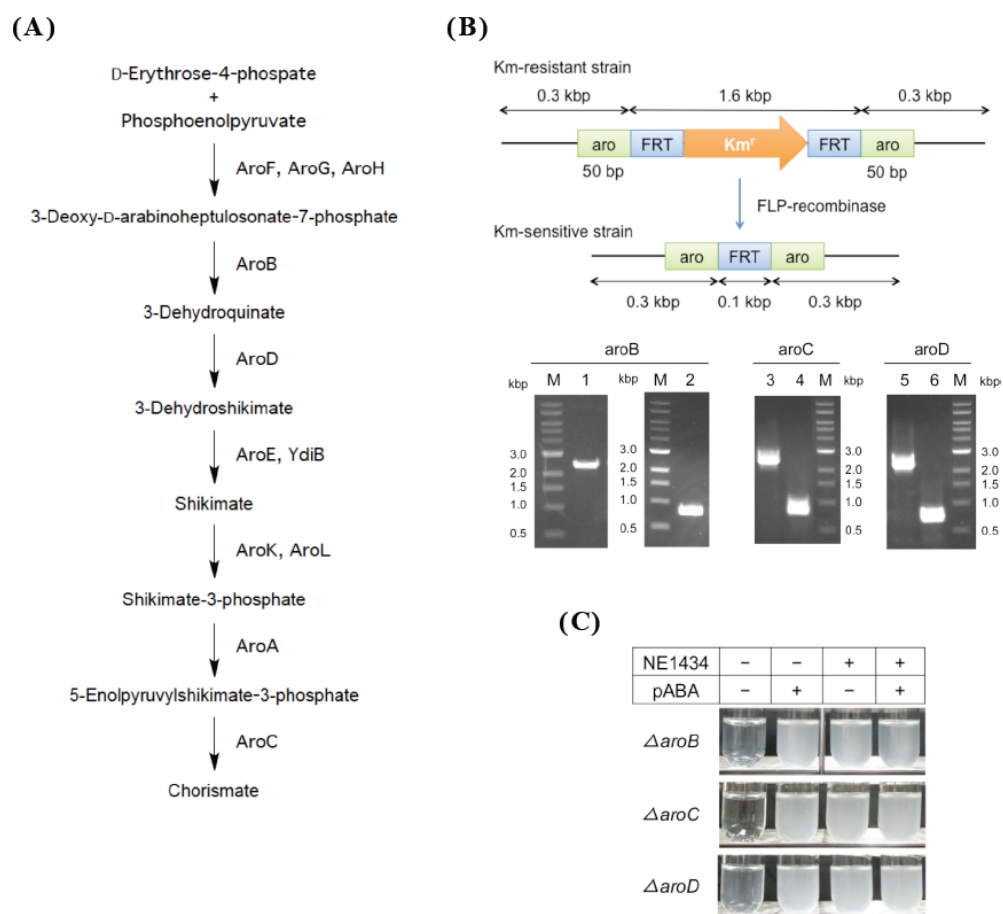 (A)
D-Erythrose-4-phospate
+
Phosphoenolpyruvate
AroF, AroG, AroH
3-Deoxy-D-arabinoheptulosonate-7-phosphate
AroB
3-Dehydroquinate
AroD
3-Dehydroshikimate
AroE, YdiB
Shikimate
AroK, AroL
Shikimate-3-phosphate
AroA
5-Enolpyruvylshikimate-3-phosphate
AroC
Chorismate
(B)
Km-resistant strain
0.3 kbp 1.6 kbp 0.3 kbp
aro FRT Kmʳ FRT aro
50 bp 50 bp
FLP-recombinase
Km-sensitive strain
aro FRT aro
0.3 kbp 0.1 kbp 0.3 kbp
aroB aroC aroD
kbp M 1 kbp M 2 3 4 M kbp 5 6 M kbp
3.0 3.0 3.0 3.0
2.0 2.0 2.0 2.0
1.5 1.5 1.5 1.5
1.0 1.0 1.0 1.0
0.5 0.5 0.5 0.5
(C)
NE1434 − − + +
pABA − + − +
△aroB
△aroC
△aroD